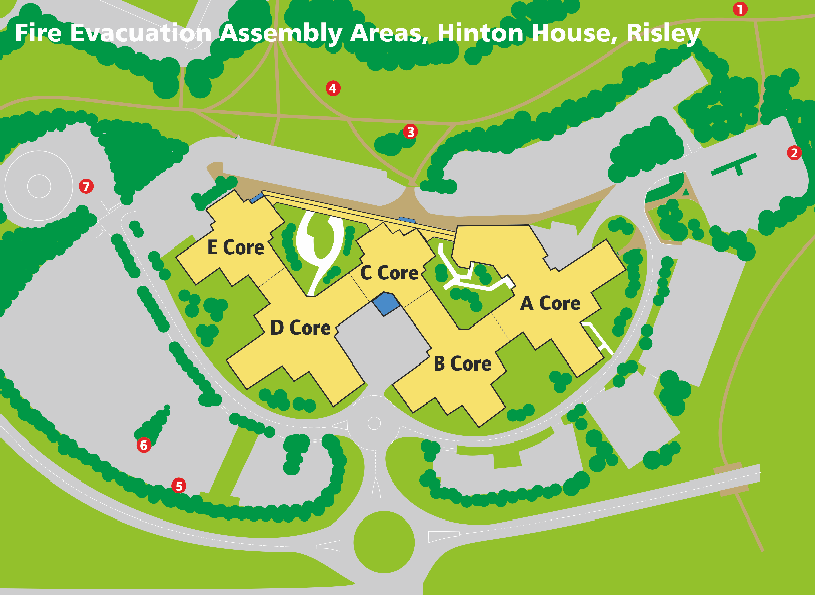 Fire Evacuation Assembly Areas, Hinton House, Risley
1
4
3
2
7
E Core
C Core
A Core
D Core
B Core
6
5